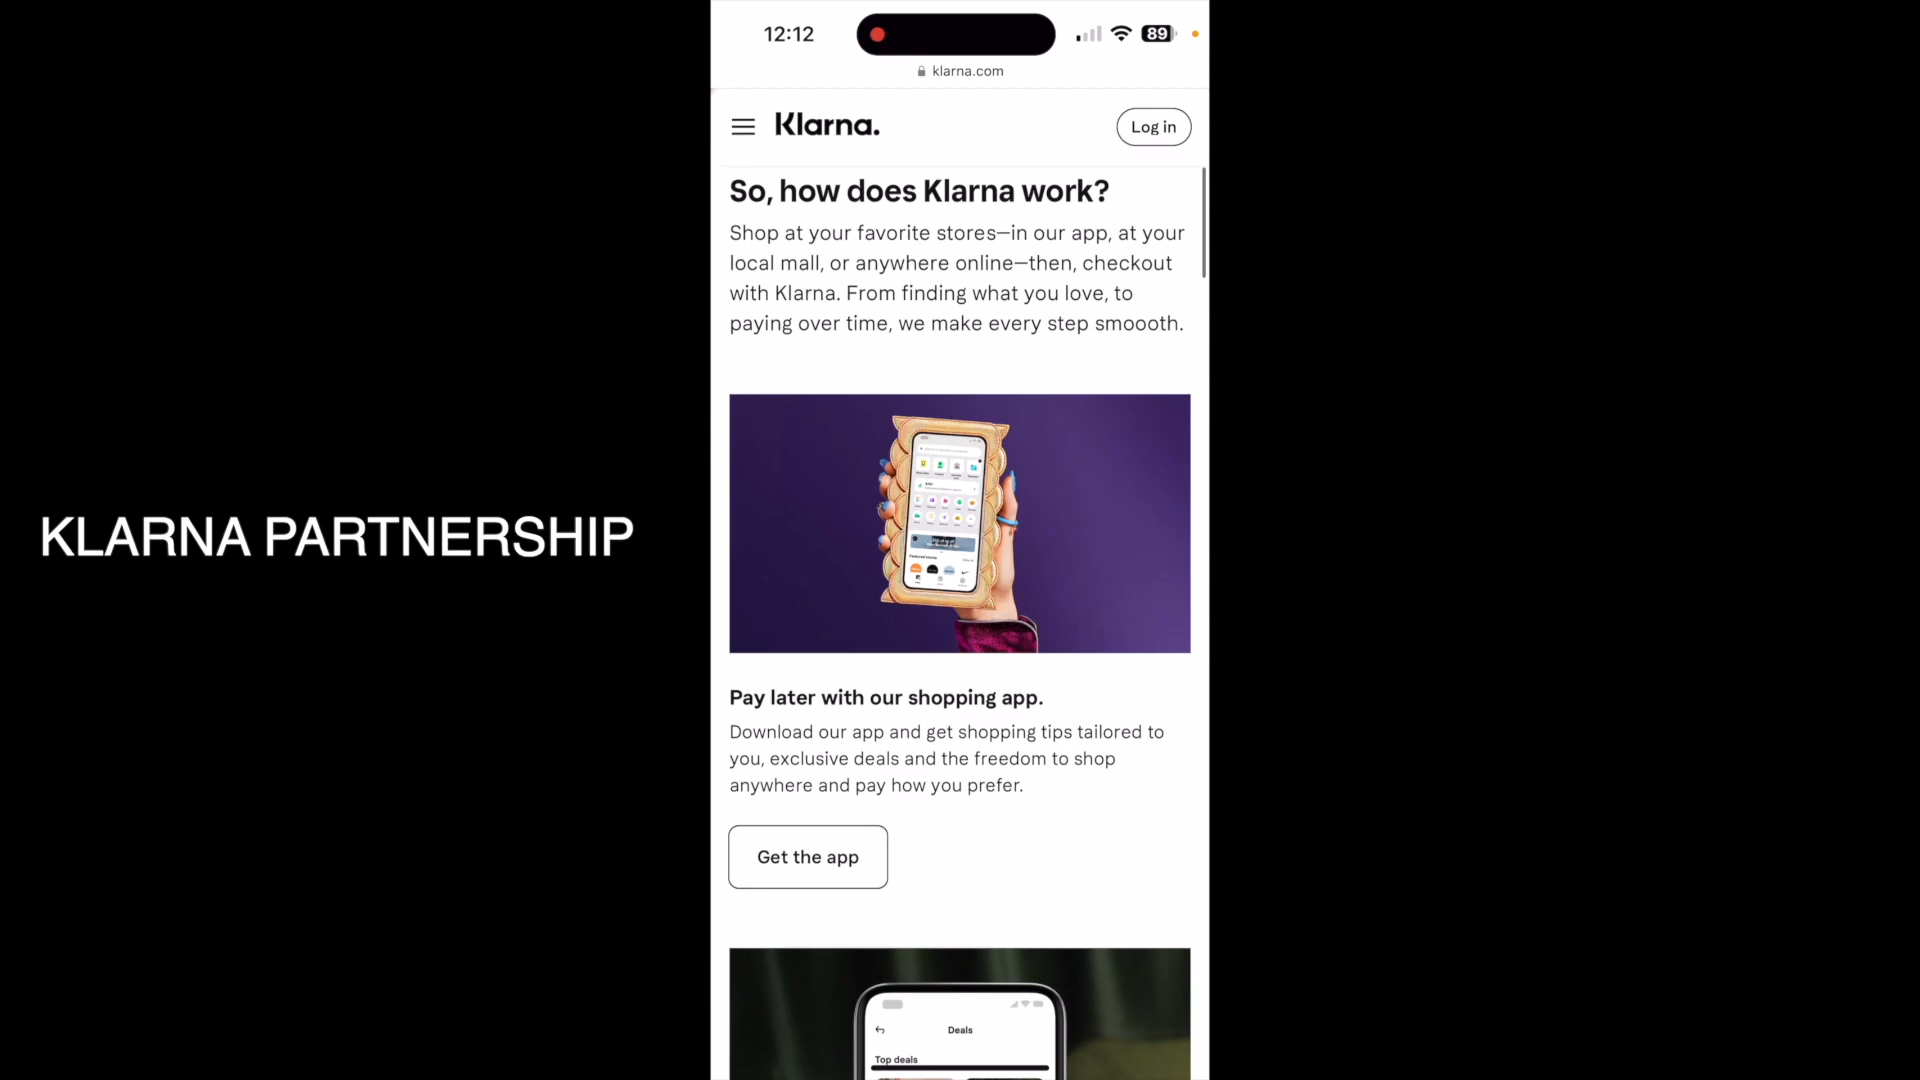 12:12
89
klarna.com
Klarna.
Log in
So, how does Klarna work?
Shop at your favorite stores—in our app, at your
local mall, or anywhere online—then, checkout
with Klarna. From finding what you love, to
paying over time, we make every step smoooth.
KLARNA PARTNERSHIP
Pay later with our shopping app.
Download our app and get shopping tips tailored to
you, exclusive deals and the freedom to shop
anywhere and pay how you prefer.
Get the app
Deals
Top deals